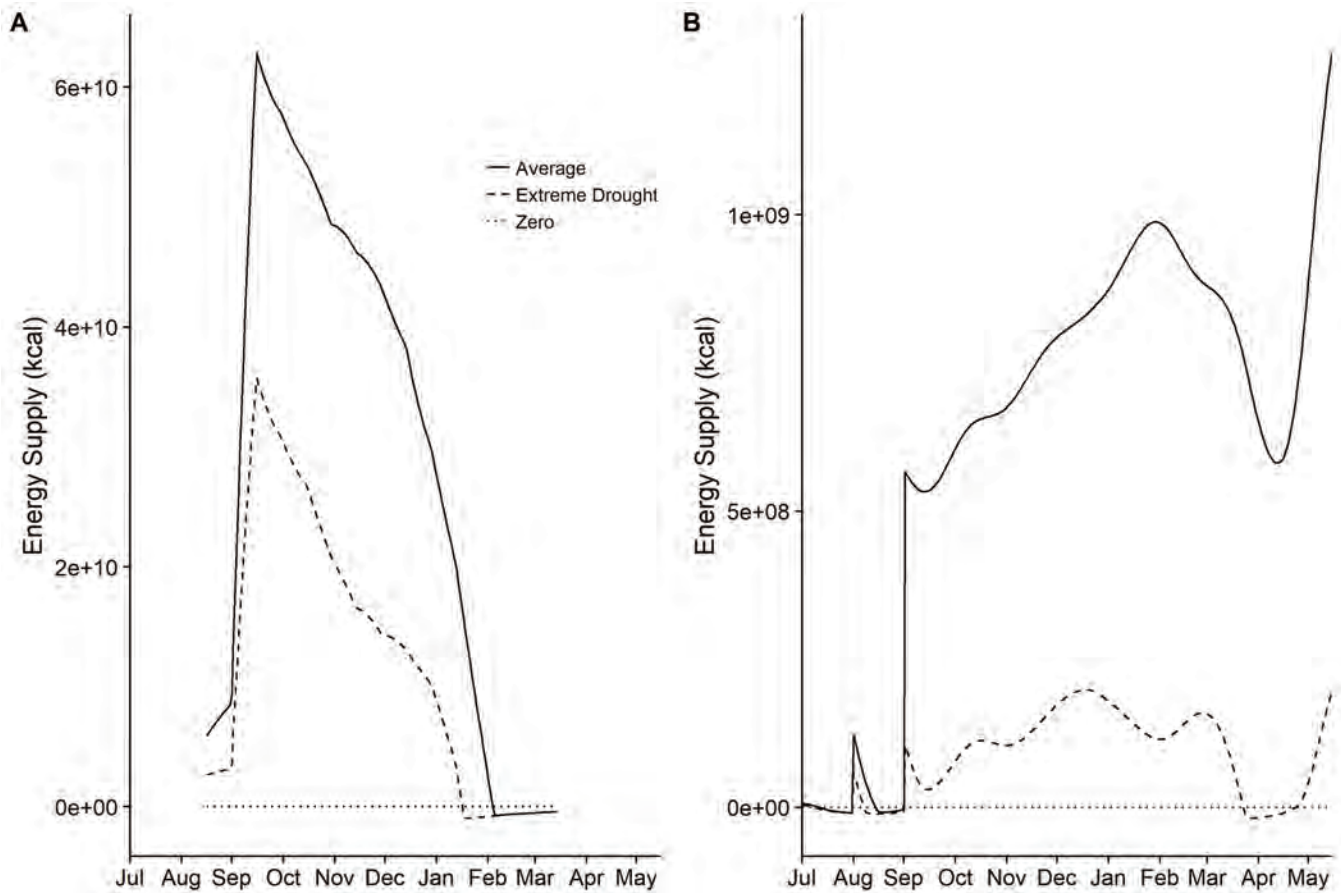 A
Energy Supply (kcal)
6e+10
4e+10
2e+10
0e+00
Average
Extreme Drought
Zero
Jul Aug Sep Oct Nov Dec Jan Feb Mar Apr May
B
Energy Supply (kcal)
1e+09
5e+08
0e+00
Jul Aug Sep Oct Nov Dec Jan Feb Mar Apr May